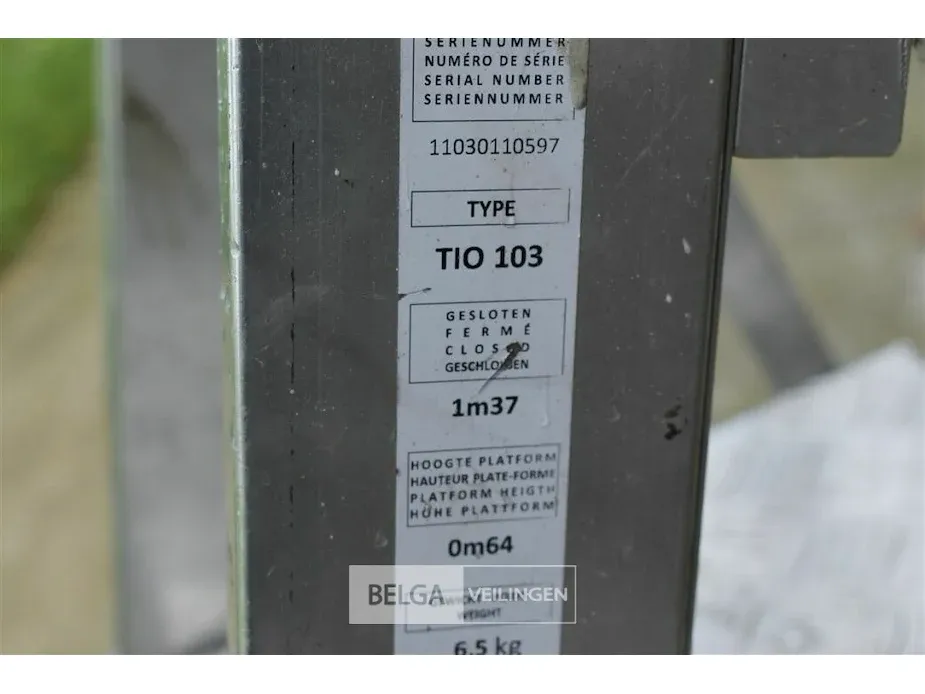 SERIENUMMER
NUMÉRO DE SÉRIE
SERIAL NUMBER
SERIENNUMMER
11030110597
TYPE
TIO 103
GESLOTEN
FERMÉ
CLOSED
GESCHLOSSEN
1m37
HOOGTE PLATFORM
HAUTEUR PLATE-FORME
PLATFORM HEIGTH
HÖHE PLATTFORM
0m64
BELGA VEILINGEN
WEIGHT
6.5 kg